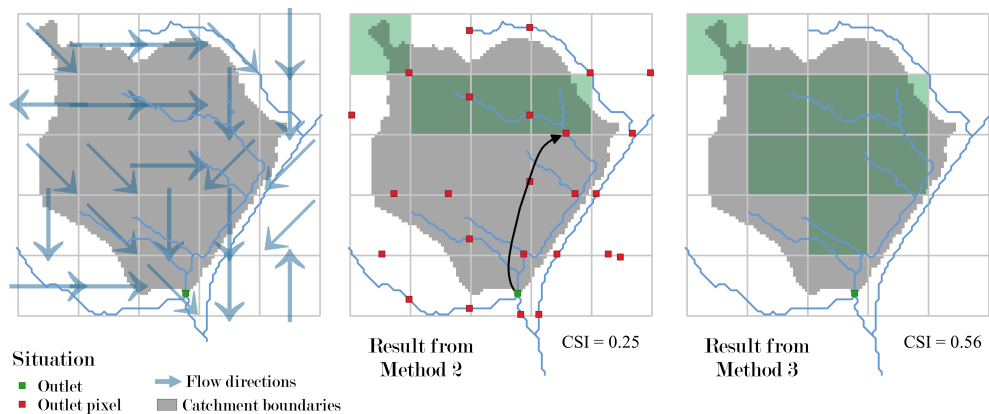 Situation
Outlet
Outlet pixel
Flow directions
Catchment boundaries
Result from
Method 2
CSI = 0.25
Result from
Method 3
CSI = 0.56